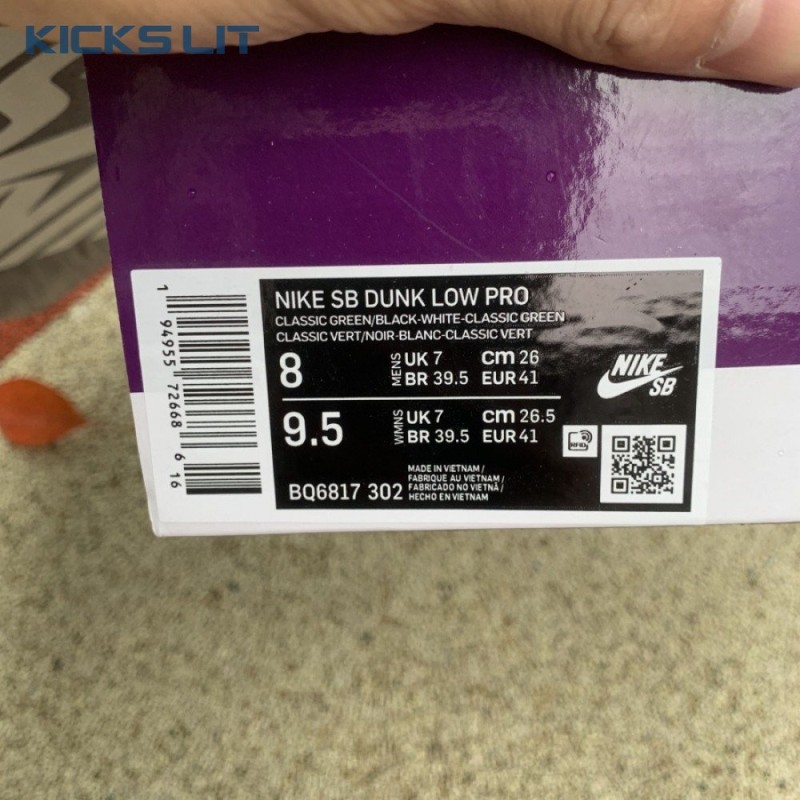 KICKS LIT
NIKE SB DUNK LOW PRO
CLASSIC GREEN/BLACK-WHITE-CLASSIC GREEN
CLASSIC VERT/NOIR-BLANC-CLASSIC VERT
8 MENS UK 7 cm 26
BR 39.5 EUR 41
9.5 WMNS UK 7 cm 26.5
BR 39.5 EUR 41
BQ6817 302
MADE IN VIETNAM /
FABRIQUE AU VIETNAM /
FABRICADO NO VIETNÃ /
HECHO EN VIETNAM
NIKE
SB
RFID
1 94955 72668 6 16